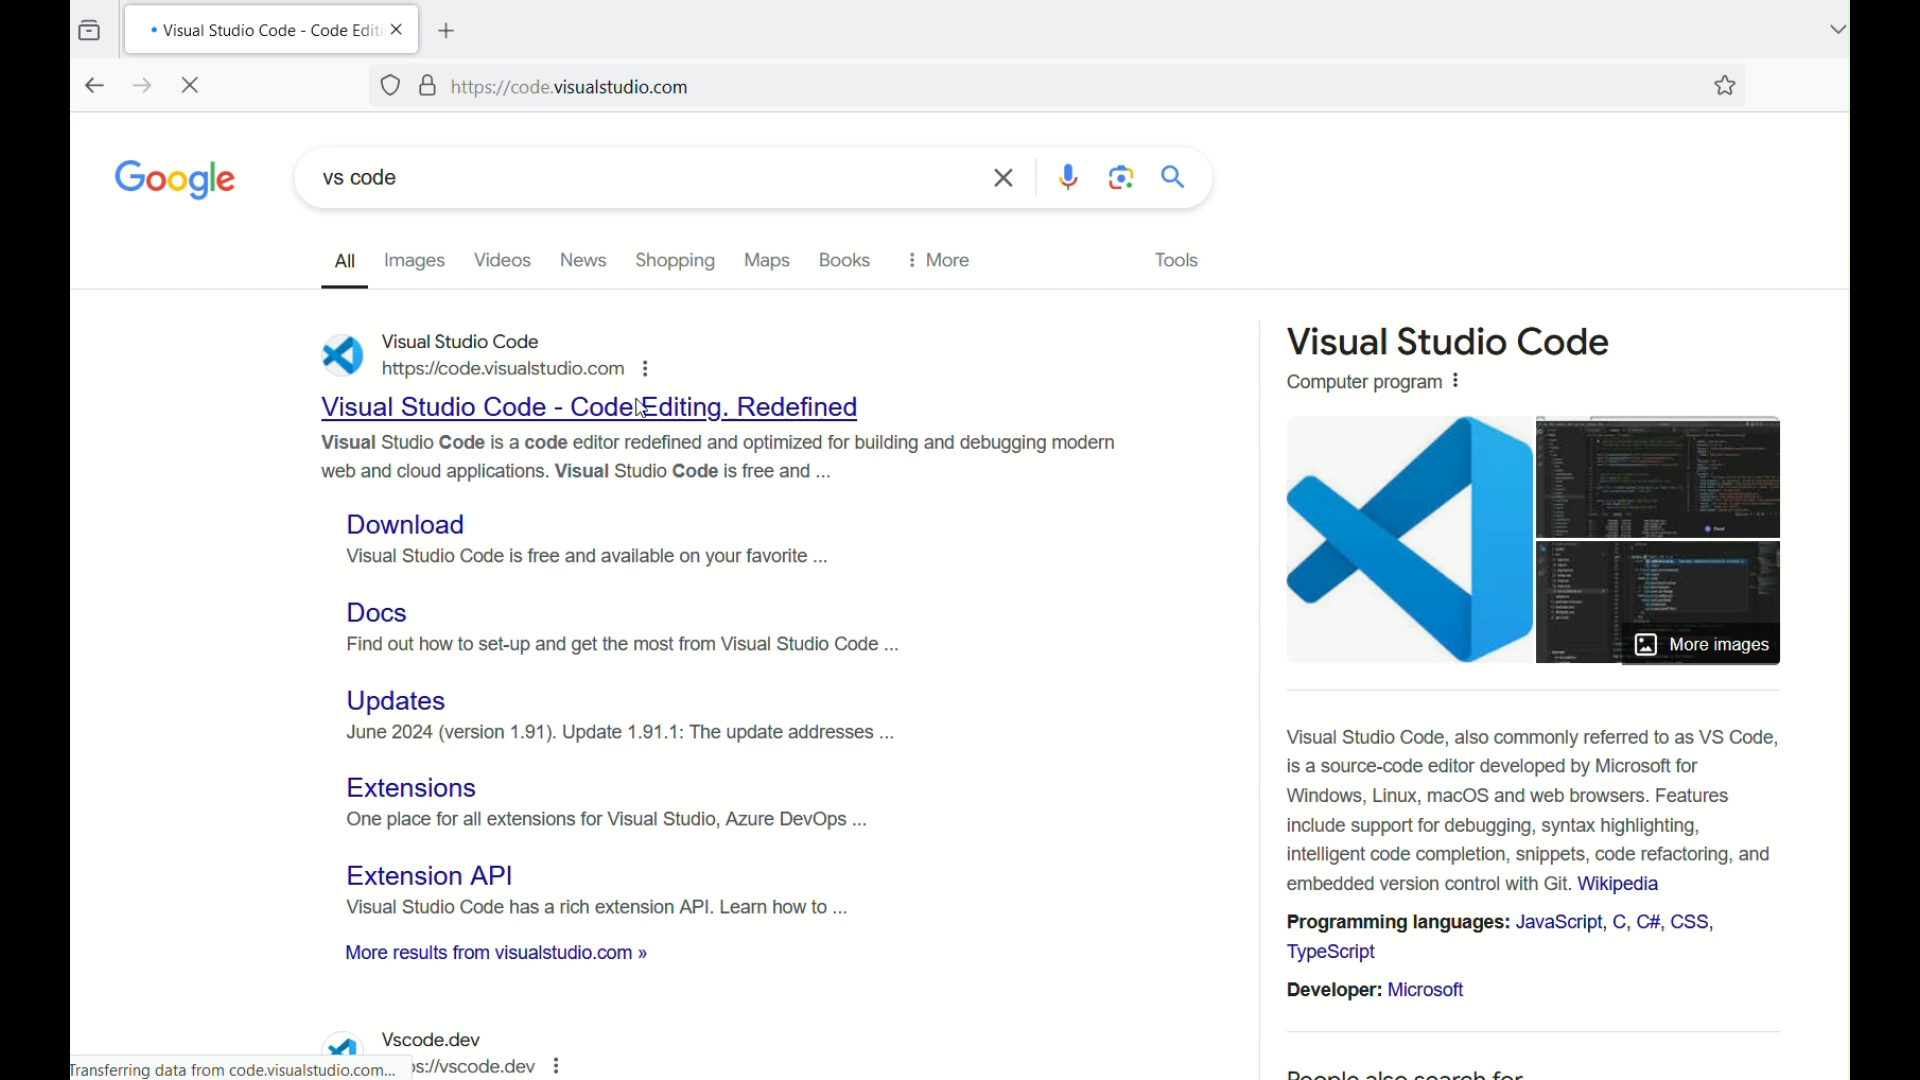 Visual Studio Code - Code Editi
https://code.visualstudio.com
Google
vs code
All
Images
Videos
News
Shopping
Maps
Books
More
Tools
Visual Studio Code
https://code.visualstudio.com
Visual Studio Code - Code Editing. Redefined
Visual Studio Code is a code editor redefined and optimized for building and debugging modern
web and cloud applications. Visual Studio Code is free and ...
Download
Visual Studio Code is free and available on your favorite ...
Docs
Find out how to set-up and get the most from Visual Studio Code ...
Updates
June 2024 (version 1.91). Update 1.91.1: The update addresses ...
Extensions
One place for all extensions for Visual Studio, Azure DevOps ...
Extension API
Visual Studio Code has a rich extension API. Learn how to ...
More results from visualstudio.com »
Vscode.dev
s://vscode.dev
Transferring data from code.visualstudio.com...
Visual Studio Code
Computer program
More images
Visual Studio Code, also commonly referred to as VS Code,
is a source-code editor developed by Microsoft for
Windows, Linux, macOS and web browsers. Features
include support for debugging, syntax highlighting,
intelligent code completion, snippets, code refactoring, and
embedded version control with Git. Wikipedia
Programming languages: JavaScript, C, C#, CSS,
TypeScript
Developer: Microsoft
People also search for